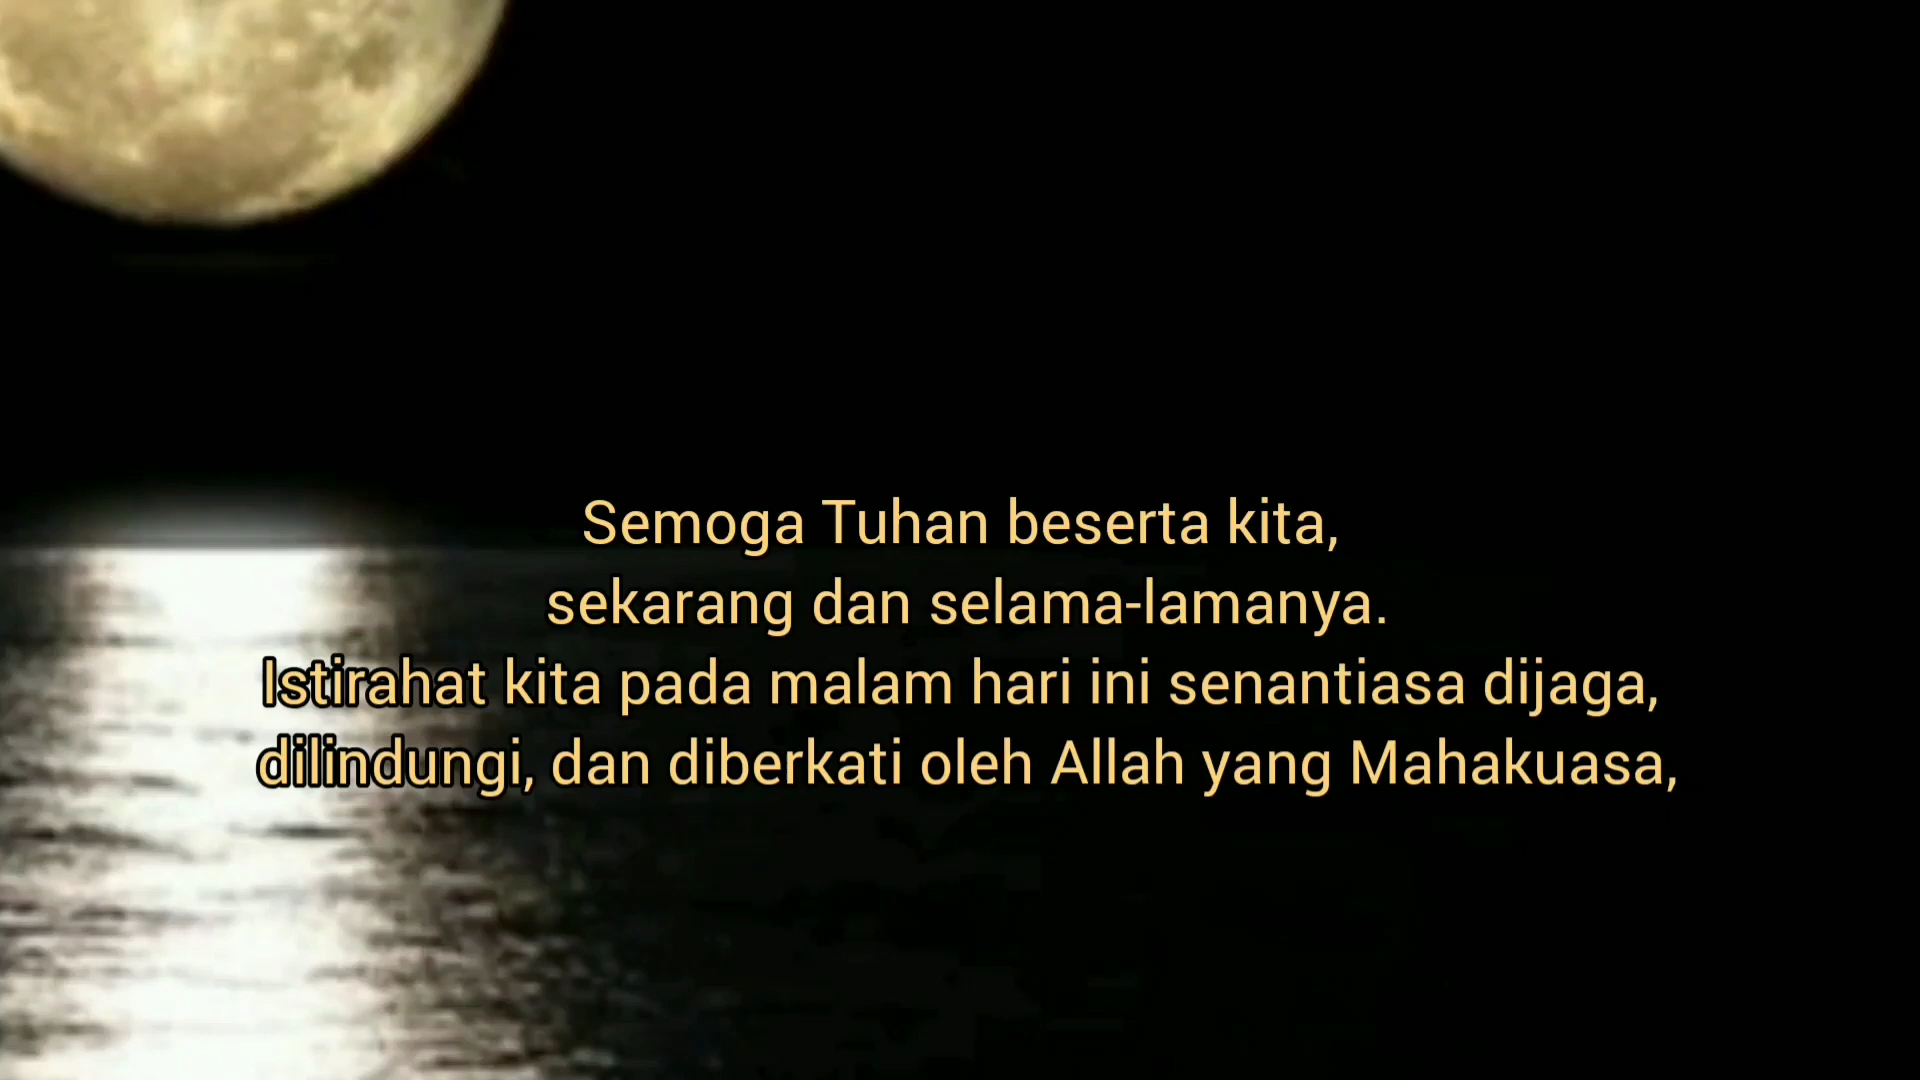 Semoga Tuhan beserta kita,
sekarang dan selama-lamanya.
Istirahat kita pada malam hari ini senantiasa dijaga,
dilindungi, dan diberkati oleh Allah yang Mahakuasa,